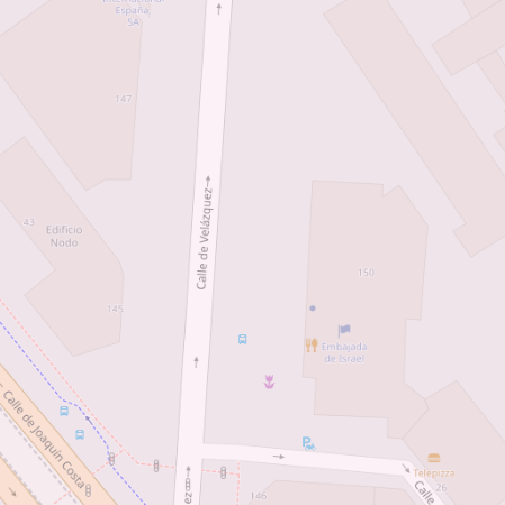 España,
SA
147
Calle de Velázquez
43
Edificio
Nodo
150
145
Embajada
de Israel
Calle de Joaquín Costa
Telepizza
26
Calle
146
ez